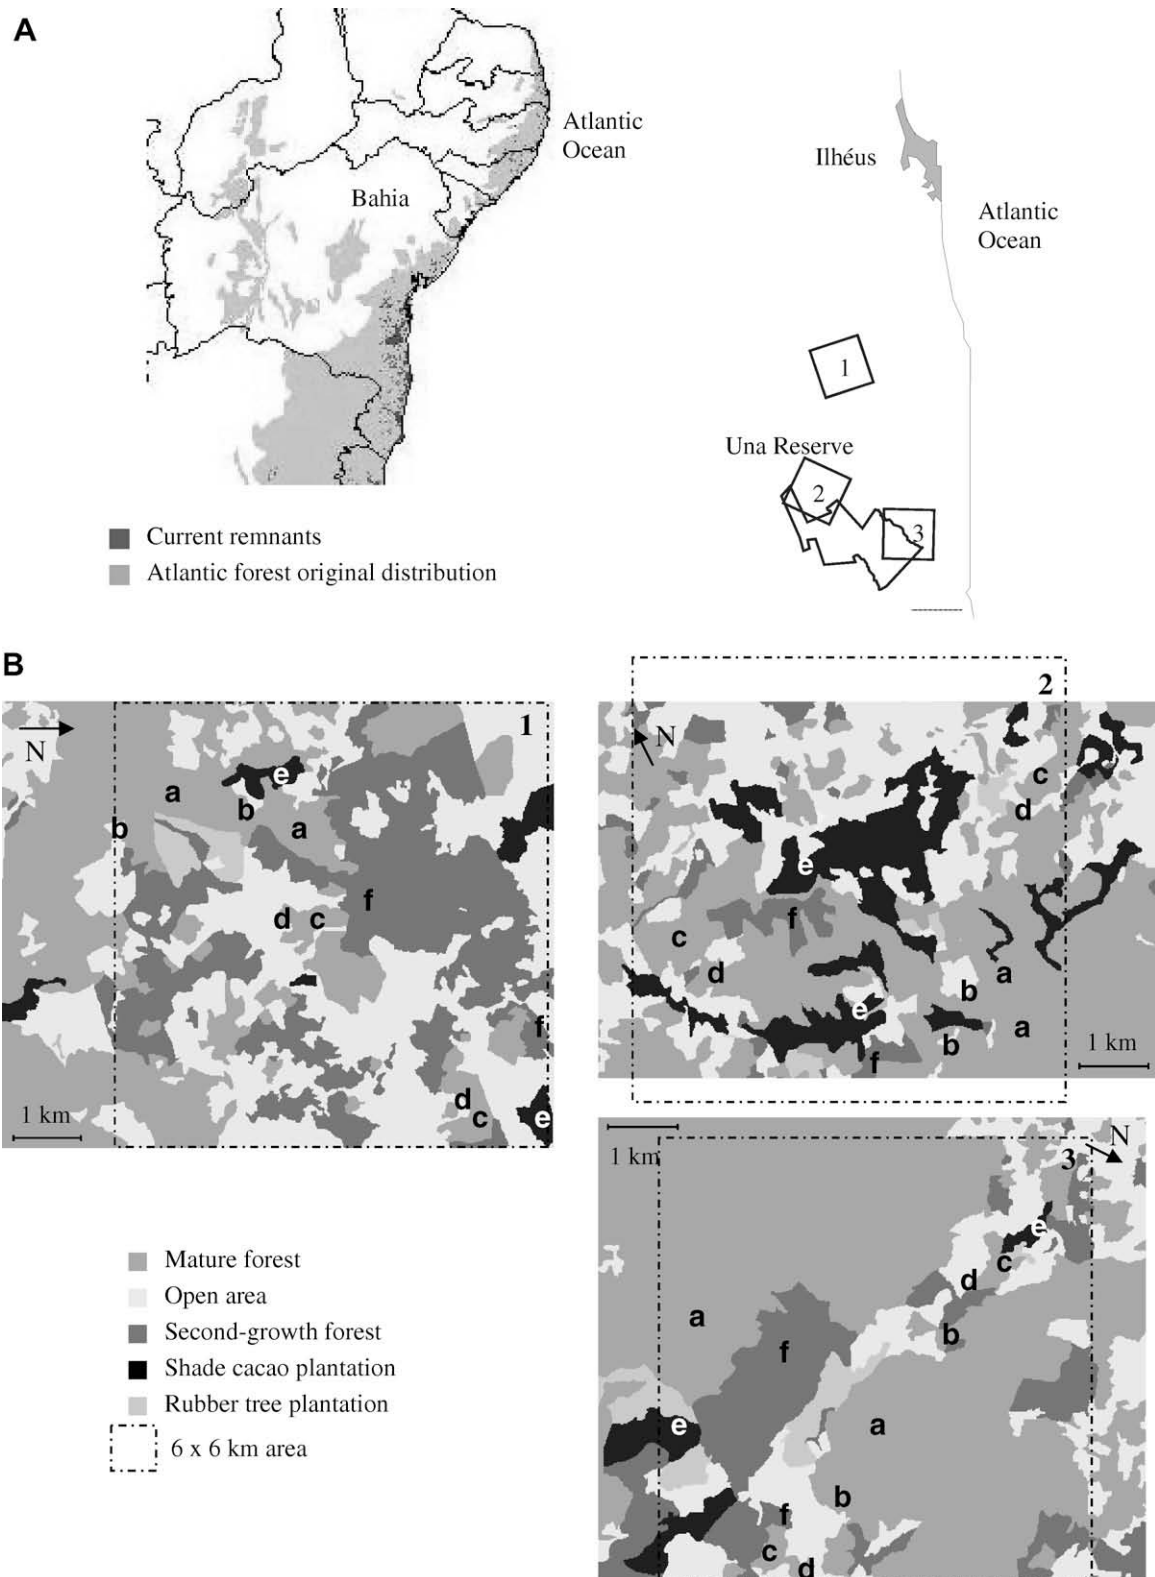 A
Atlantic
Ocean
Bahia
Current remnants
Atlantic forest original distribution
Ilhéus
Atlantic
Ocean
1
Una Reserve
2
3
B
1
N
a
e
b
a
b
f
d
c
f
d
c
e
1 km
2
N
c
d
e
f
c
d
a
b
e
a
b
f
1 km
1 km
N
3
e
c
d
a
b
f
a
e
b
f
c
d
Mature forest
Open area
Second-growth forest
Shade cacao plantation
Rubber tree plantation
6 x 6 km area